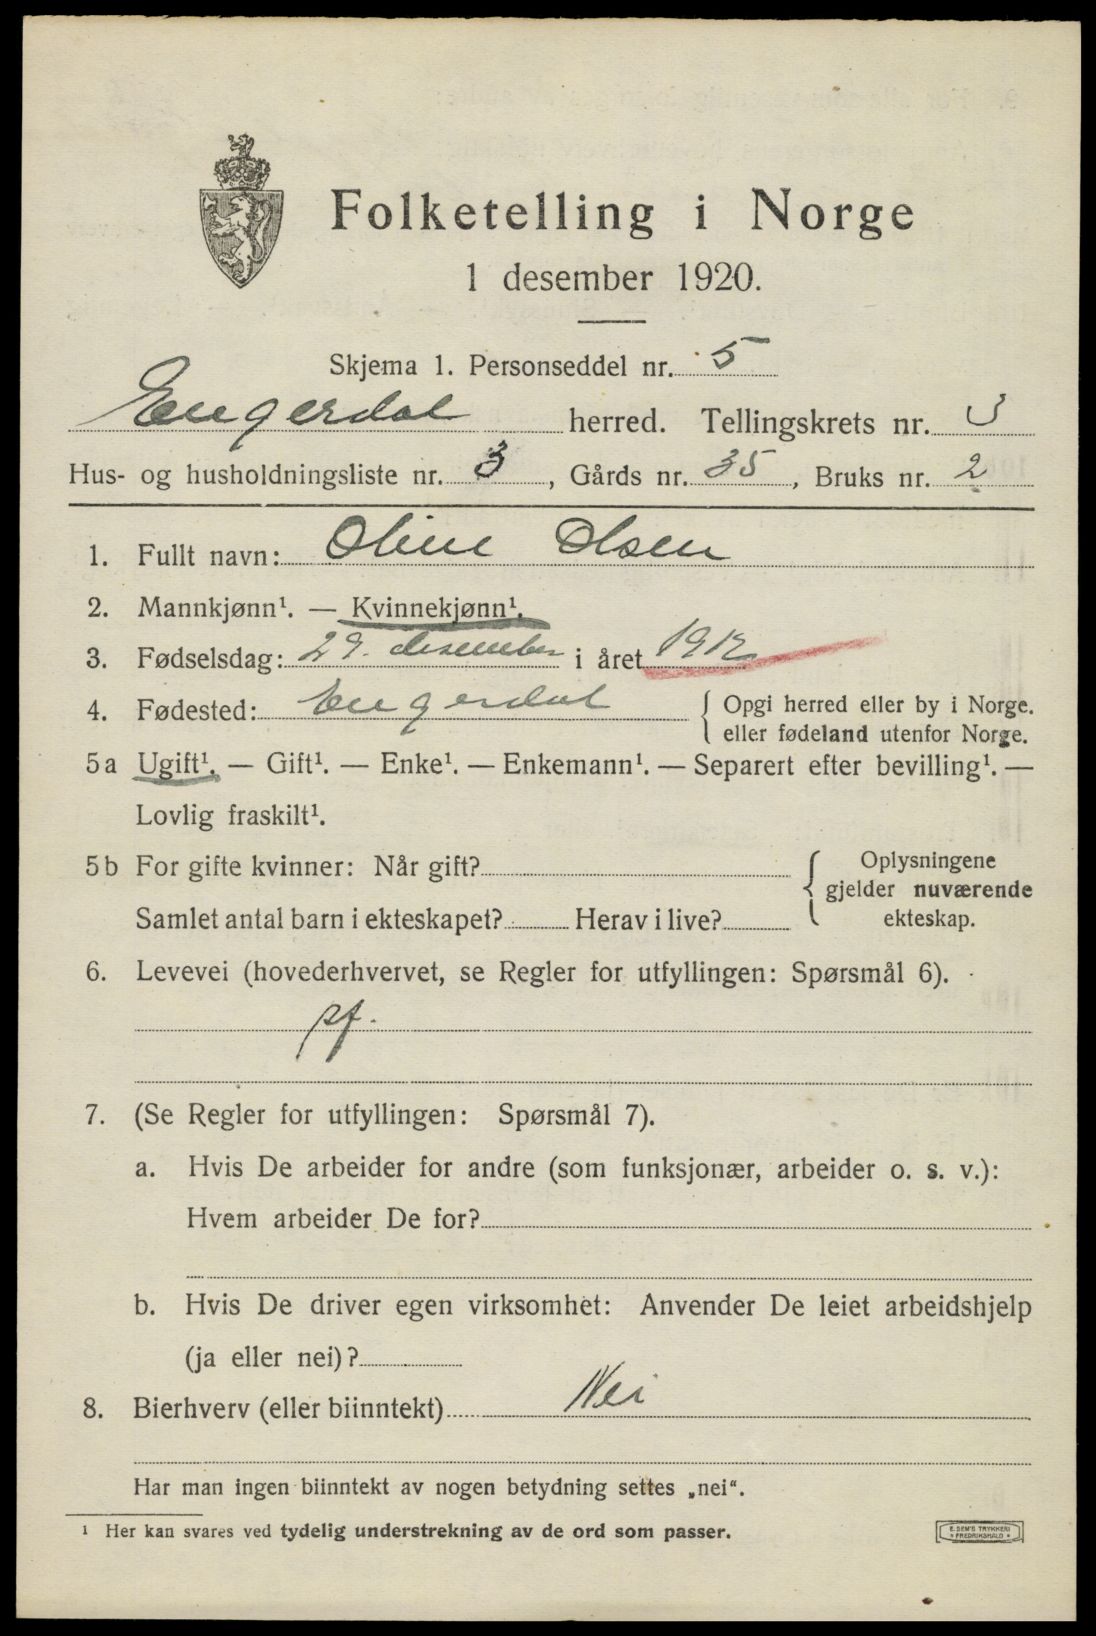 Folketelling i Norge
1 desember 1920.
Skjema 1. Personseddel nr. 5
Engerdal herred. Tellingskrets nr. 3
Hus- og husholdningsliste nr. 3, Gårds nr. 35, Bruks nr. 2
1. Fullt navn: Oline Olsen
2. Mannkjønn¹. — Kvinnekjønn¹.
3. Fødselsdag: 29. desember i året 1912
4. Fødested: Engerdal { Opgi herred eller by i Norge.
eller fødeland utenfor Norge.
5a Ugift¹. — Gift¹. — Enke¹. — Enkemann¹. — Separert efter bevilling¹. —
Lovlig fraskilt¹.
5b For gifte kvinner: Når gift? { Oplysningene
gjelder nuværende
Samlet antal barn i ekteskapet? Herav i live? ekteskap.
6. Levevei (hovederhvervet, se Regler for utfyllingen: Spørsmål 6).
pf.
7. (Se Regler for utfyllingen: Spørsmål 7).
a. Hvis De arbeider for andre (som funksjonær, arbeider o. s. v.):
Hvem arbeider De for?
b. Hvis De driver egen virksomhet: Anvender De leiet arbeidshjelp
(ja eller nei)?
8. Bierhverv (eller biinntekt) Nei
Har man ingen biinntekt av nogen betydning settes „nei“.
¹ Her kan svares ved tydelig understrekning av de ord som passer.
E. SEM'S TRYKKERI
* FREDRIKSHALD *